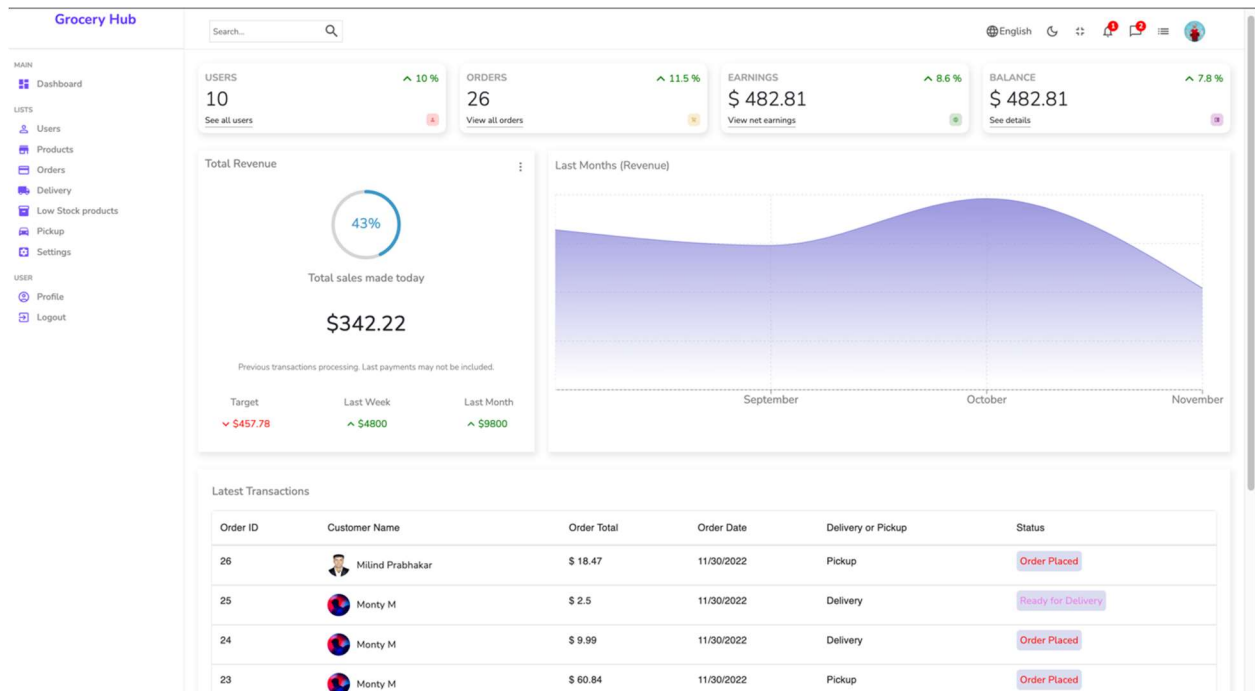 Grocery Hub
Search...
English
1
2
MAIN
Dashboard
LISTS
Users
Products
Orders
Delivery
Low Stock products
Pickup
Settings
USER
Profile
Logout
USERS 10 %
10
See all users
ORDERS 11.5 %
26
View all orders
EARNINGS 8.6 %
$ 482.81
View net earnings
BALANCE 7.8 %
$ 482.81
See details
Total Revenue
43%
Total sales made today
$342.22
Previous transactions processing. Last payments may not be included.
Target Last Week Last Month
$457.78 $4800 $9800
Last Months (Revenue)
September October November
Latest Transactions
Order ID Customer Name Order Total Order Date Delivery or Pickup Status
26 Milind Prabhakar $ 18.47 11/30/2022 Pickup Order Placed
25 Monty M $ 2.5 11/30/2022 Delivery Ready for Delivery
24 Monty M $ 9.99 11/30/2022 Delivery Order Placed
23 Monty M $ 60.84 11/30/2022 Pickup Order Placed